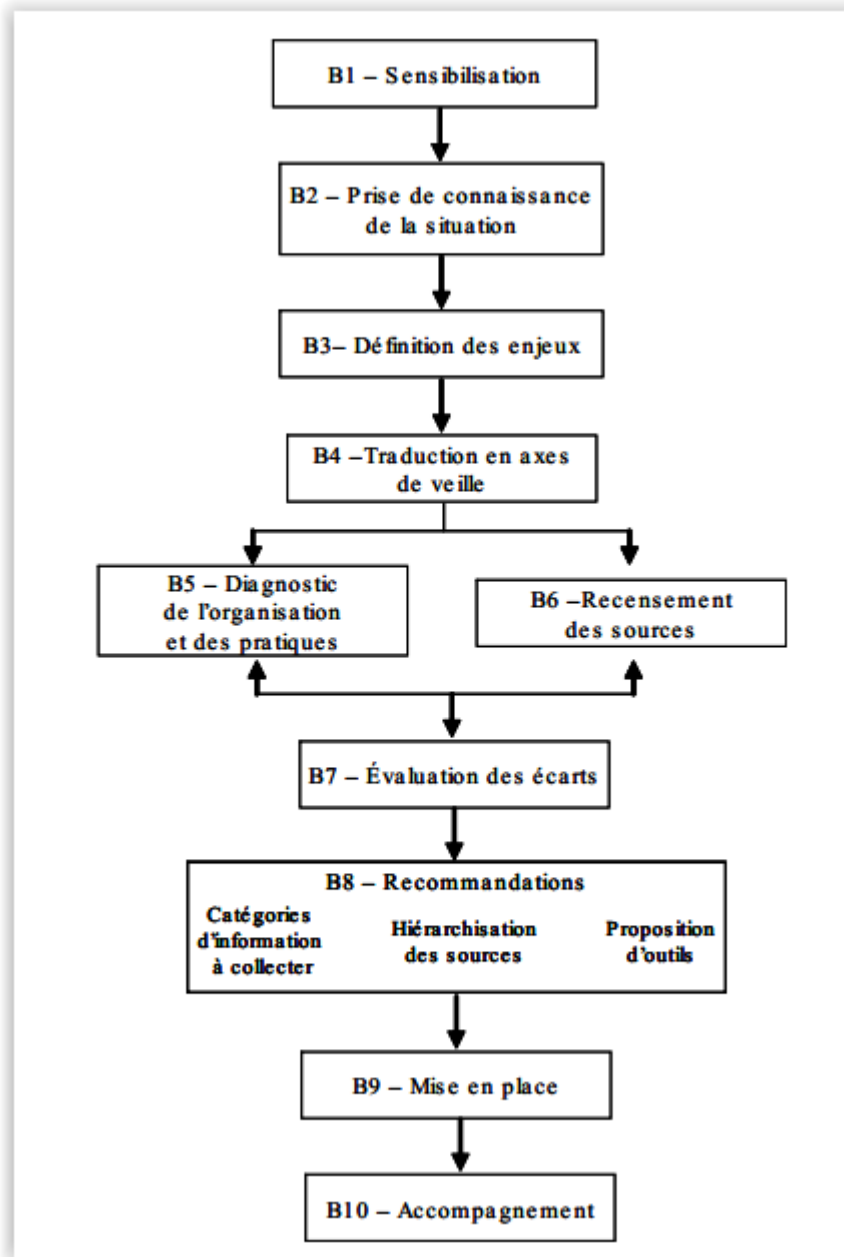 B1 – Sensibilisation
B2 – Prise de connaissance
de la situation
B3– Définition des enjeux
B4 –Traduction en axes
de veille
B5 – Diagnostic
de l'organisation
et des pratiques
B6 –Recensement
des sources
B7 – Évaluation des écarts
B8 – Recommandations
Catégories
d'information
à collecter
Hiérarchisation
des sources
Proposition
d'outils
B9 – Mise en place
B10 – Accompagnement